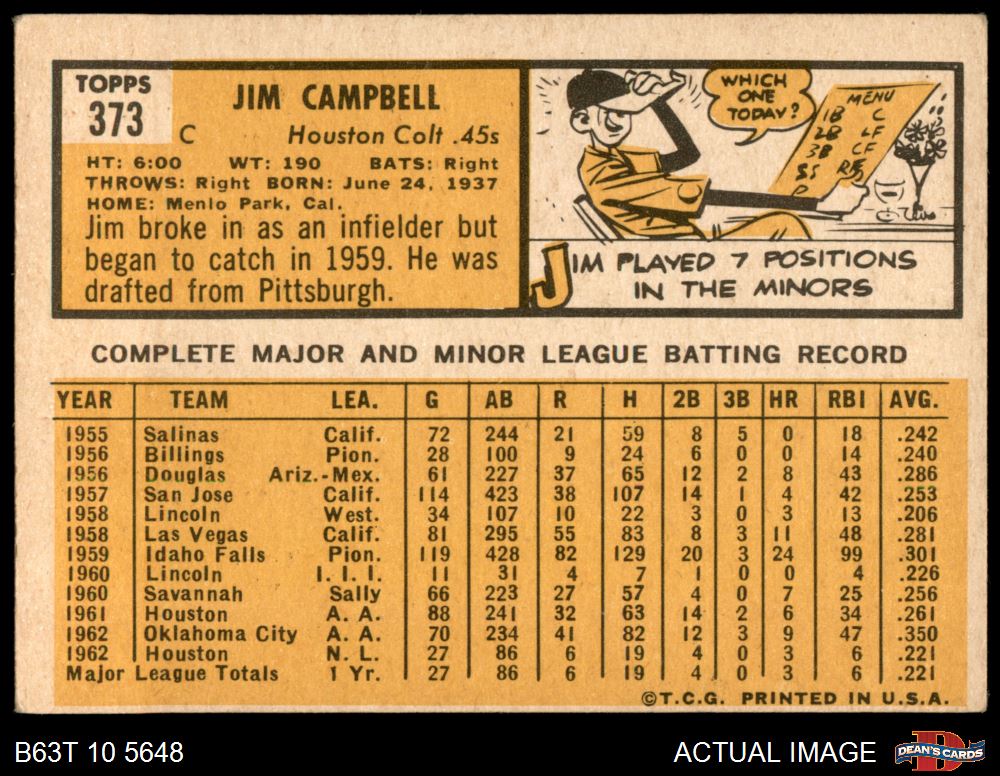 TOPPS
373
JIM CAMPBELL
C Houston Colt .45s
HT: 6:00 WT: 190 BATS: Right
THROWS: Right BORN: June 24, 1937
HOME: Menlo Park, Cal.
Jim broke in as an infielder but
began to catch in 1959. He was
drafted from Pittsburgh.
WHICH
ONE
TODAY?
MENU
1B C
2B LF
3B CF
SS RF
P
JIM PLAYED 7 POSITIONS
IN THE MINORS
COMPLETE MAJOR AND MINOR LEAGUE BATTING RECORD
YEAR TEAM LEA. G AB R H 2B 3B HR RBI AVG.
1955 Salinas Calif. 72 244 21 59 8 5 0 18 .242
1956 Billings Pion. 28 100 9 24 6 0 0 14 .240
1956 Douglas Ariz.-Mex. 61 227 37 65 12 2 8 43 .286
1957 San Jose Calif. 114 423 38 107 14 1 4 42 .253
1958 Lincoln West. 34 107 10 22 3 0 3 13 .206
1958 Las Vegas Calif. 81 295 55 83 8 3 11 48 .281
1959 Idaho Falls Pion. 119 428 82 129 20 3 24 99 .301
1960 Lincoln I. I. I. 11 31 4 7 1 0 0 4 .226
1960 Savannah Sally 66 223 27 57 4 0 7 25 .256
1961 Houston A. A. 88 241 32 63 14 2 6 34 .261
1962 Oklahoma City A. A. 70 234 41 82 12 3 9 47 .350
1962 Houston N. L. 27 86 6 19 4 0 3 6 .221
Major League Totals 1 Yr. 27 86 6 19 4 0 3 6 .221
©T.C.G. PRINTED IN U.S.A.
B63T 10 5648 ACTUAL IMAGE DEAN'S CARDS